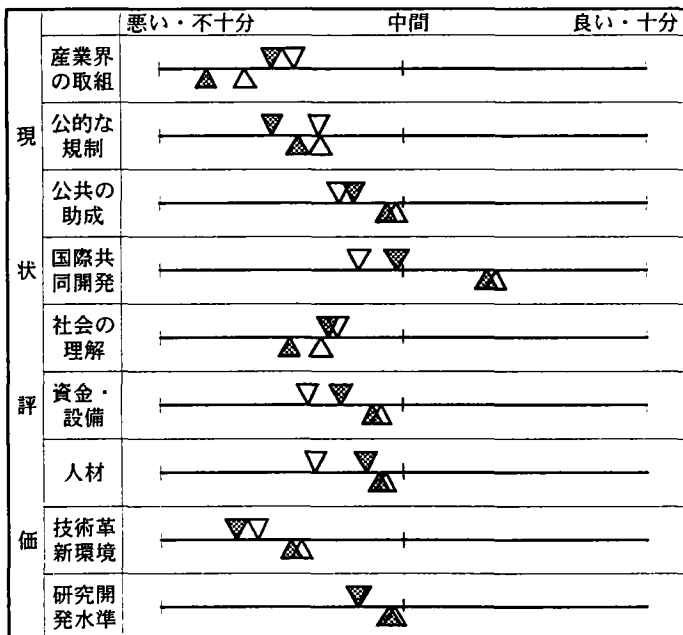 悪い・不十分 中間 良い・十分
現状評価
産業界
の取組
公的な
規制
公共の
助成
国際共
同開発
社会の
理解
資金・
設備
人材
技術革
新環境
研究開
発水準